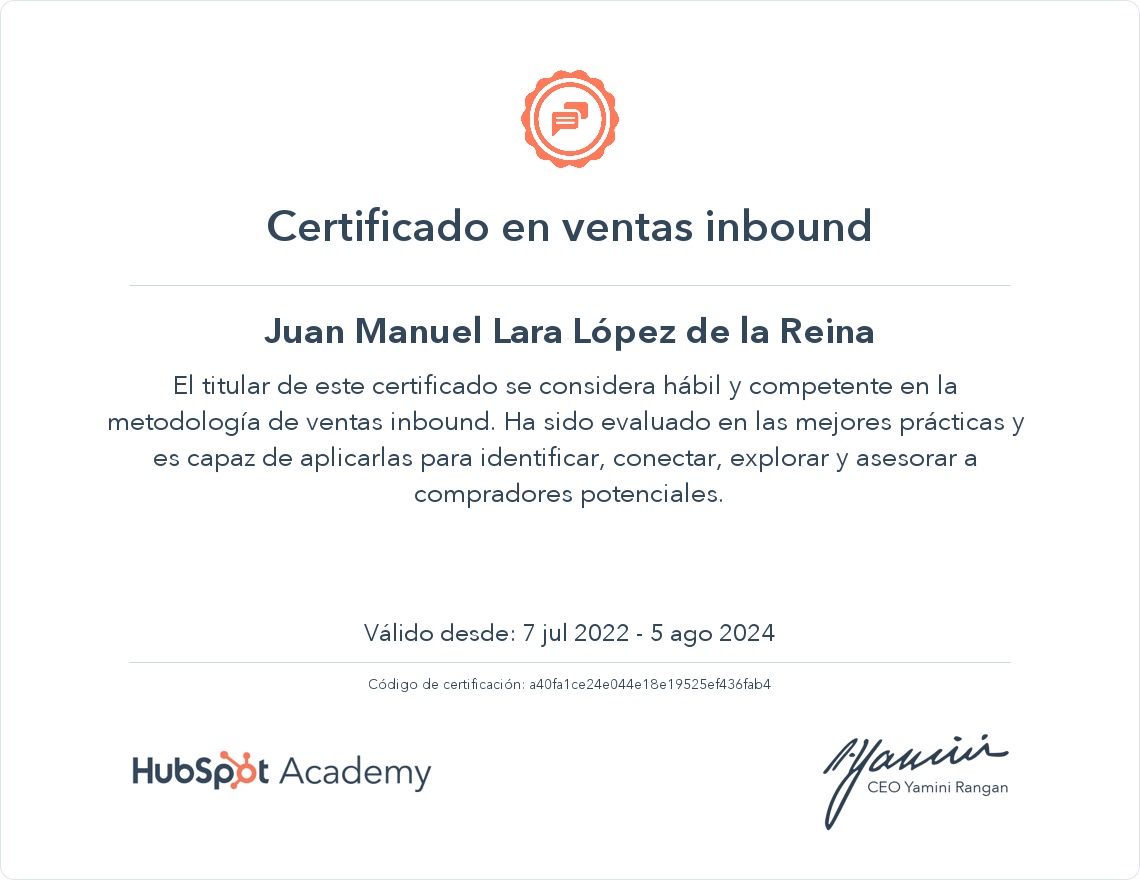 Certificado en ventas inbound
Juan Manuel Lara López de la Reina
El titular de este certificado se considera hábil y competente en la
metodología de ventas inbound. Ha sido evaluado en las mejores prácticas y
es capaz de aplicarlas para identificar, conectar, explorar y asesorar a
compradores potenciales.
Válido desde: 7 jul 2022 - 5 ago 2024
Código de certificación: a40fa1ce24e044e18e19525ef436fab4
HubSpot Academy
CEO Yamini Rangan